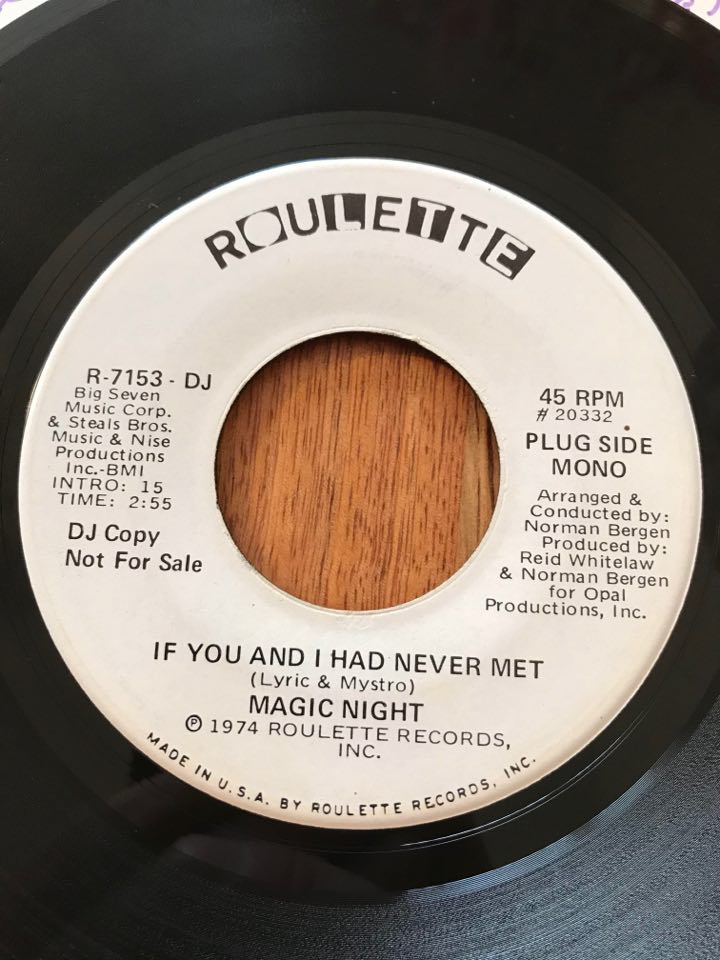 ROULETTE
R-7153 - DJ
Big Seven
Music Corp.
& Steals Bros.
Music & Nise
Productions
Inc.-BMI
INTRO: 15
TIME: 2:55
DJ Copy
Not For Sale
45 RPM
# 20332
PLUG SIDE
MONO
Arranged &
Conducted by:
Norman Bergen
Produced by:
Reid Whitelaw
& Norman Bergen
for Opal
Productions, Inc.
IF YOU AND I HAD NEVER MET
(Lyric & Mystro)
MAGIC NIGHT
℗ 1974 ROULETTE RECORDS,
INC.
MADE IN U.S.A. BY ROULETTE RECORDS, INC.